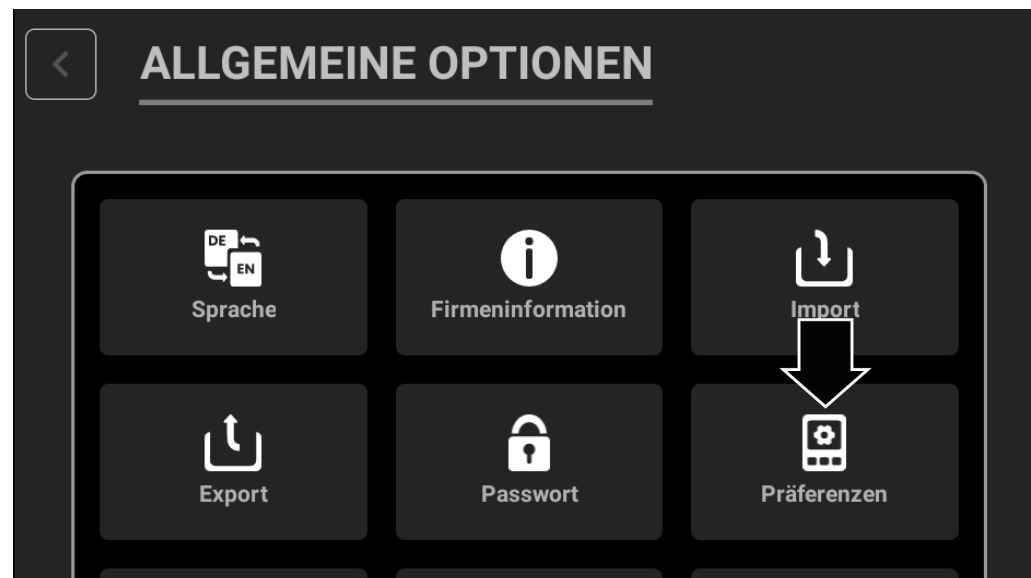 ALLGEMEINE OPTIONEN
DE
EN
Sprache
Firmeninformation
Import
Export
Passwort
Präferenzen